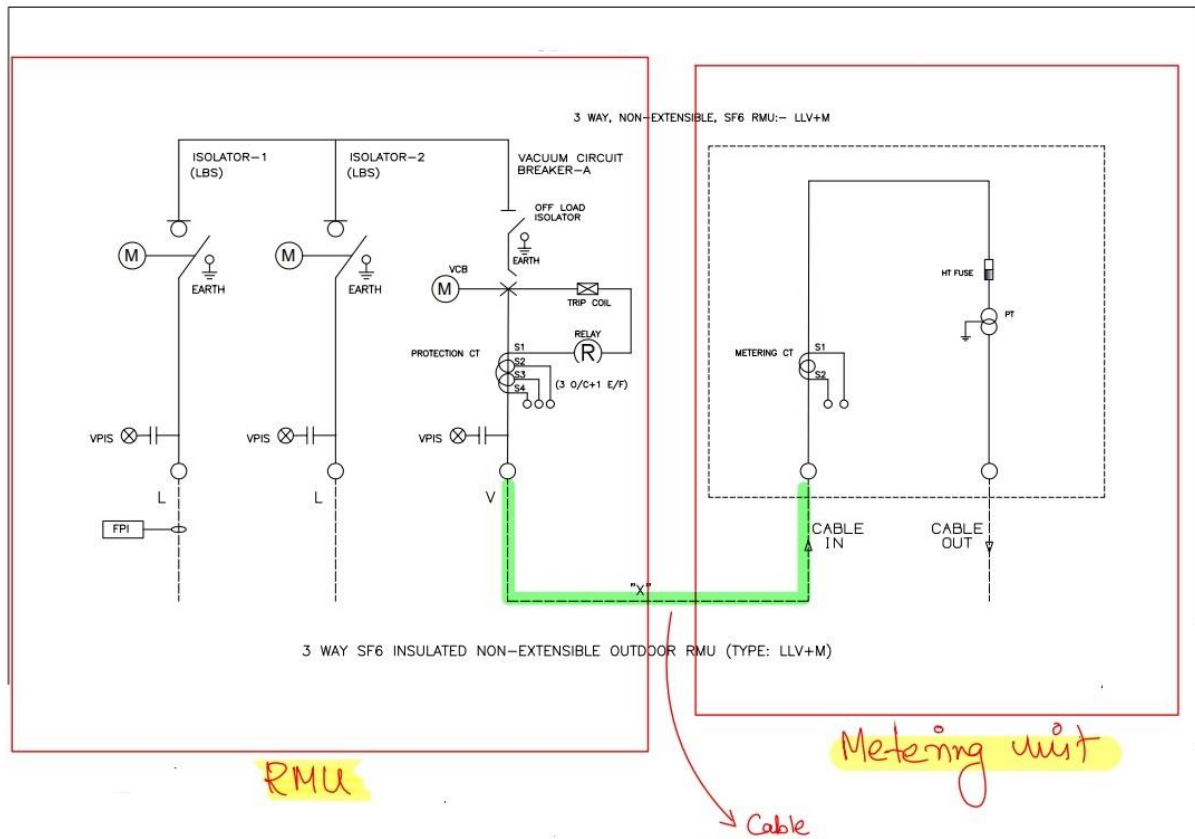 3 WAY, NON-EXTENSIBLE, SF6 RMU:- LLV+M
ISOLATOR-1
(LBS)
ISOLATOR-2
(LBS)
VACUUM CIRCUIT
BREAKER-A
OFF LOAD
ISOLATOR
M
EARTH
M
EARTH
EARTH
VCB
M
TRIP COIL
RELAY
R
PROTECTION CT
S1
S2
S3
S4
(3 O/C+1 E/F)
VPIS
VPIS
VPIS
L
L
V
FPI
HT FUSE
PT
METERING CT
S1
S2
CABLE
IN
CABLE
OUT
"X"
3 WAY SF6 INSULATED NON-EXTENSIBLE OUTDOOR RMU (TYPE: LLV+M)
RMU
Metering unit
Cable